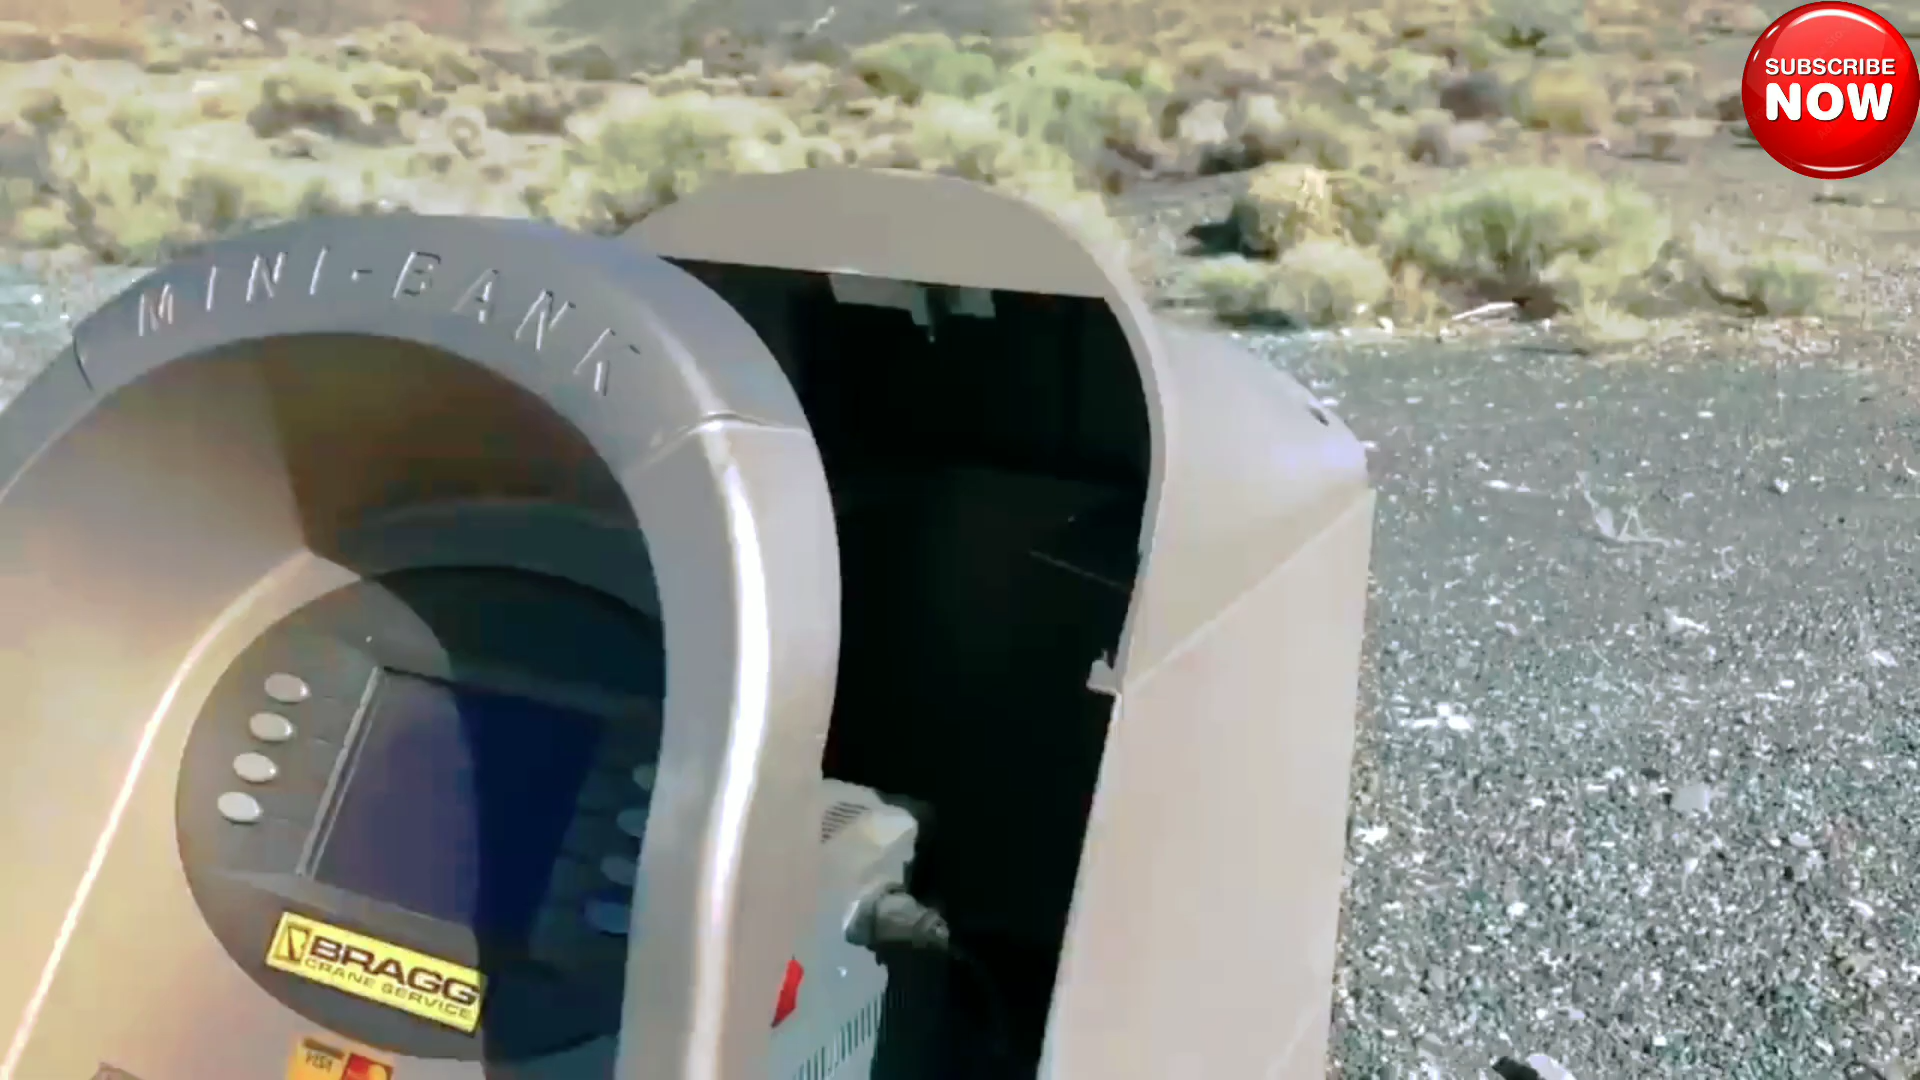 SUBSCRIBE
NOW
MINI-BANK
BRAGG
CRANE SERVICE